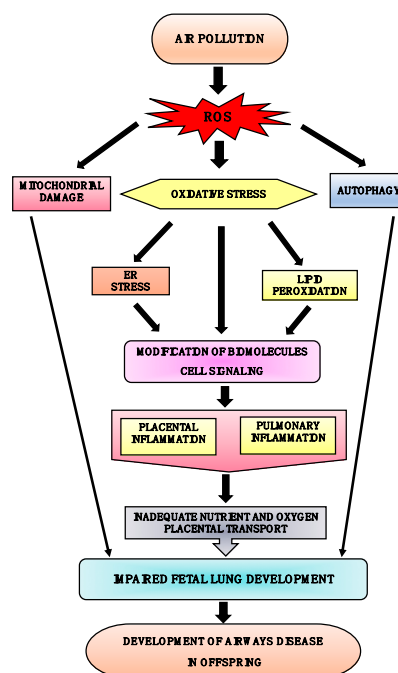 AIR POLLUTION
ROS
MITOCHONDRIAL
DAMAGE
OXIDATIVE STRESS
AUTOPHAGY
ER
STRESS
LIPID
PEROXIDATION
MODIFICATION OF BIOMOLECULES
CELL SIGNALING
PLACENTAL
INFLAMMATION
PULMONARY
INFLAMMATION
INADEQUATE NUTRIENT AND OXYGEN
PLACENTAL TRANSPORT
IMPAIRED FETAL LUNG DEVELOPMENT
DEVELOPMENT OF AIRWAYS DISEASE
IN OFFSPRING